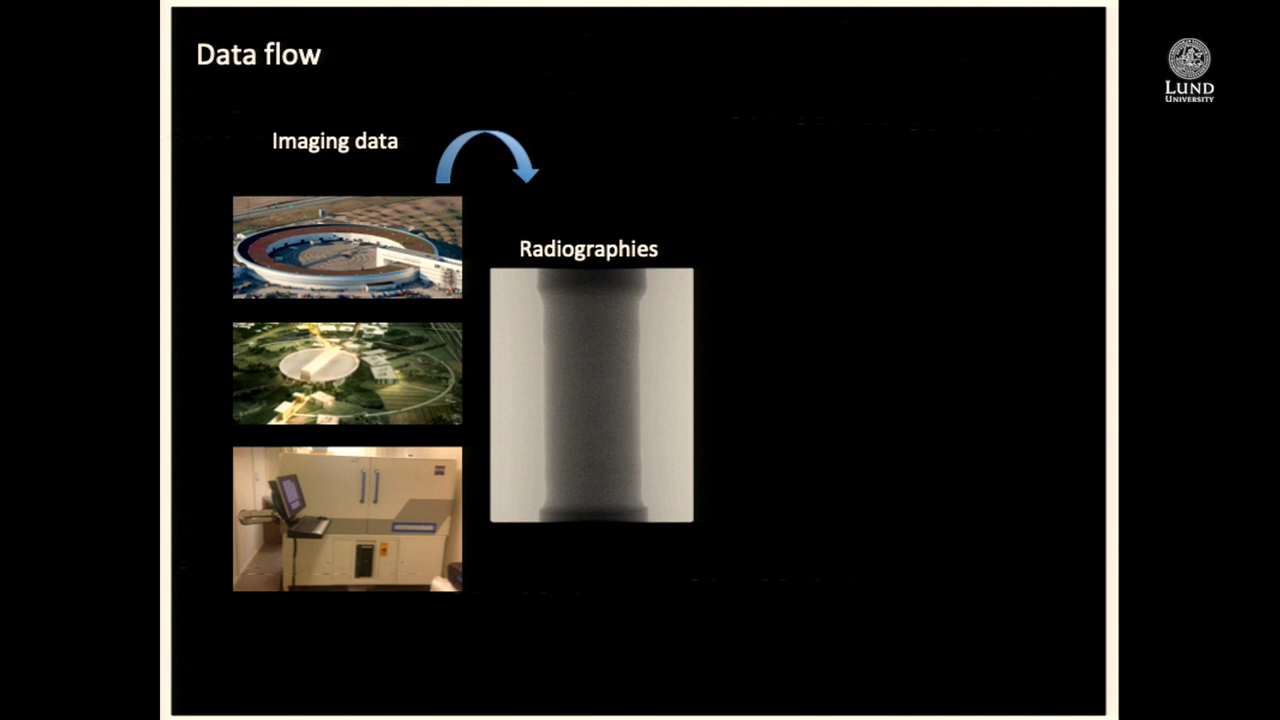 Data flow
Imaging data
Radiographies
LUND
UNIVERSITY